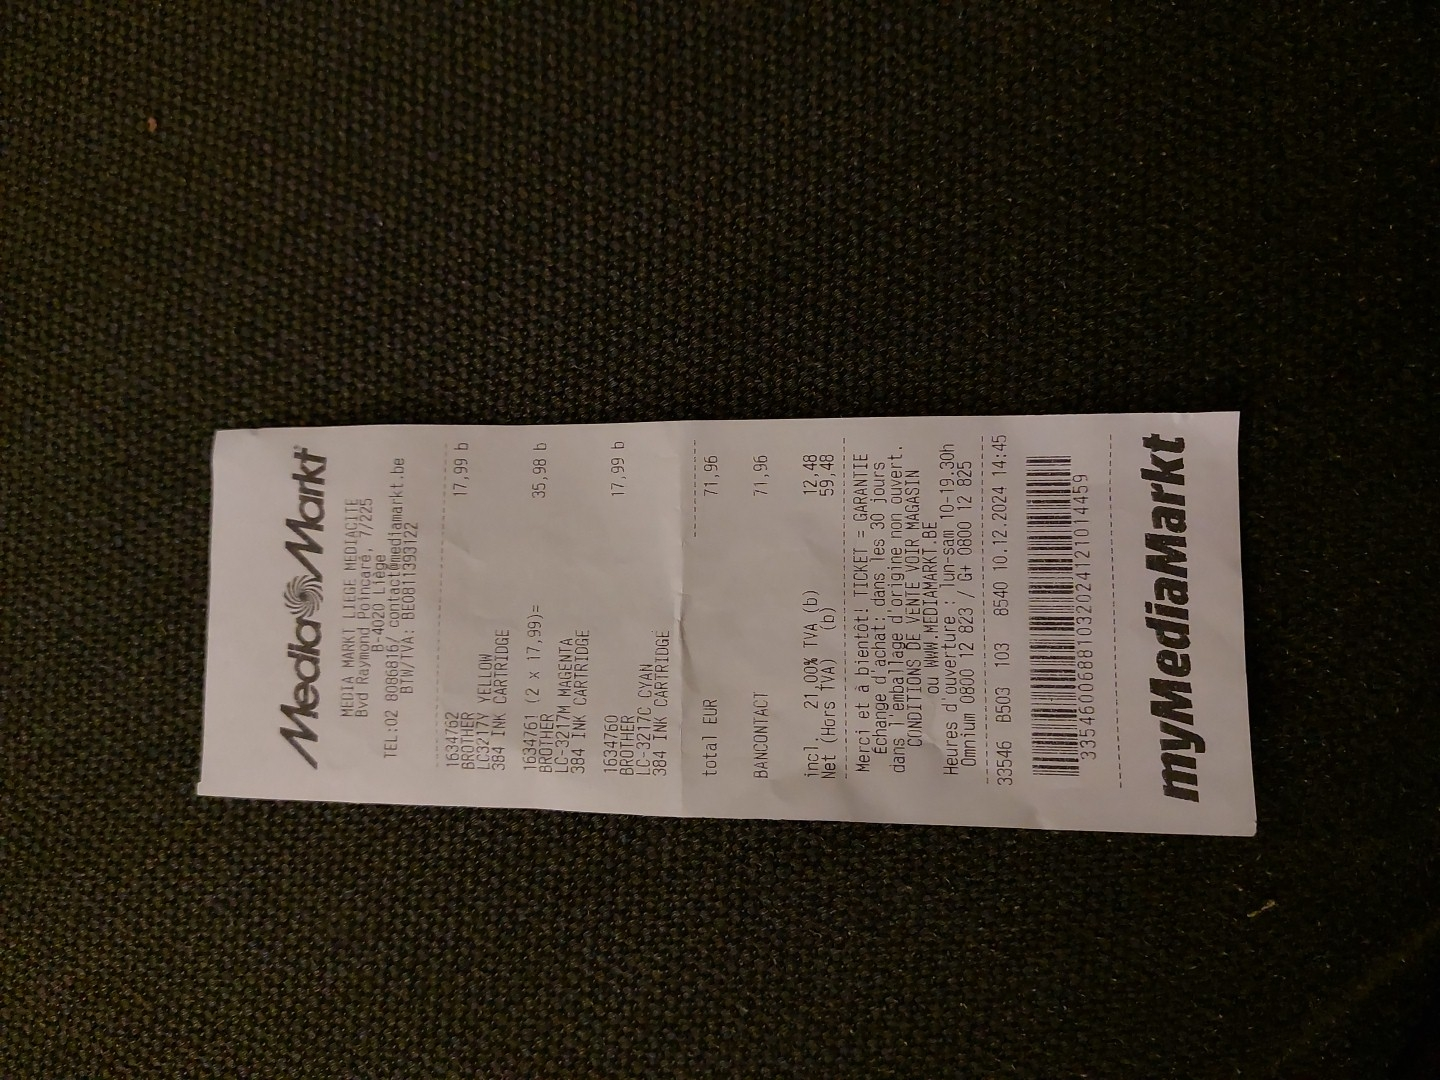 Media Markt
MEDIA MARKT LIEGE MEDIACITE
Bvd Raymond Poincaré, 7/225
B-4020 Liège
TEL:02 8086816/ contact@mediamarkt.be
BTW/TVA: BE0811393122
1634762
BROTHER
LC3217Y YELLOW
384 INK CARTRIDGE 17,99 b
1634761 (2 x 17,99)=
BROTHER
LC-3217M MAGENTA
384 INK CARTRIDGE 35,98 b
1634760
BROTHER
LC-3217C CYAN
384 INK CARTRIDGE 17,99 b
total EUR 71,96
BANCONTACT 71,96
incl. 21,00% TVA (b) 12,48
Net (Hors TVA) (b) 59,48
Merci et à bientôt! TICKET = GARANTIE
Échange d'achat: dans les 30 jours
dans l'emballage d'origine non ouvert.
CONDITIONS DE VENTE VOIR MAGASIN
ou WWW.MEDIAMARKT.BE
Heures d'ouverture : lun-sam 10-19.30h
Omnium 0800 12 823 / G+ 0800 12 825
33546 B503 103 8540 10.12.2024 14:45
33546006881032024121014459
myMediaMarkt